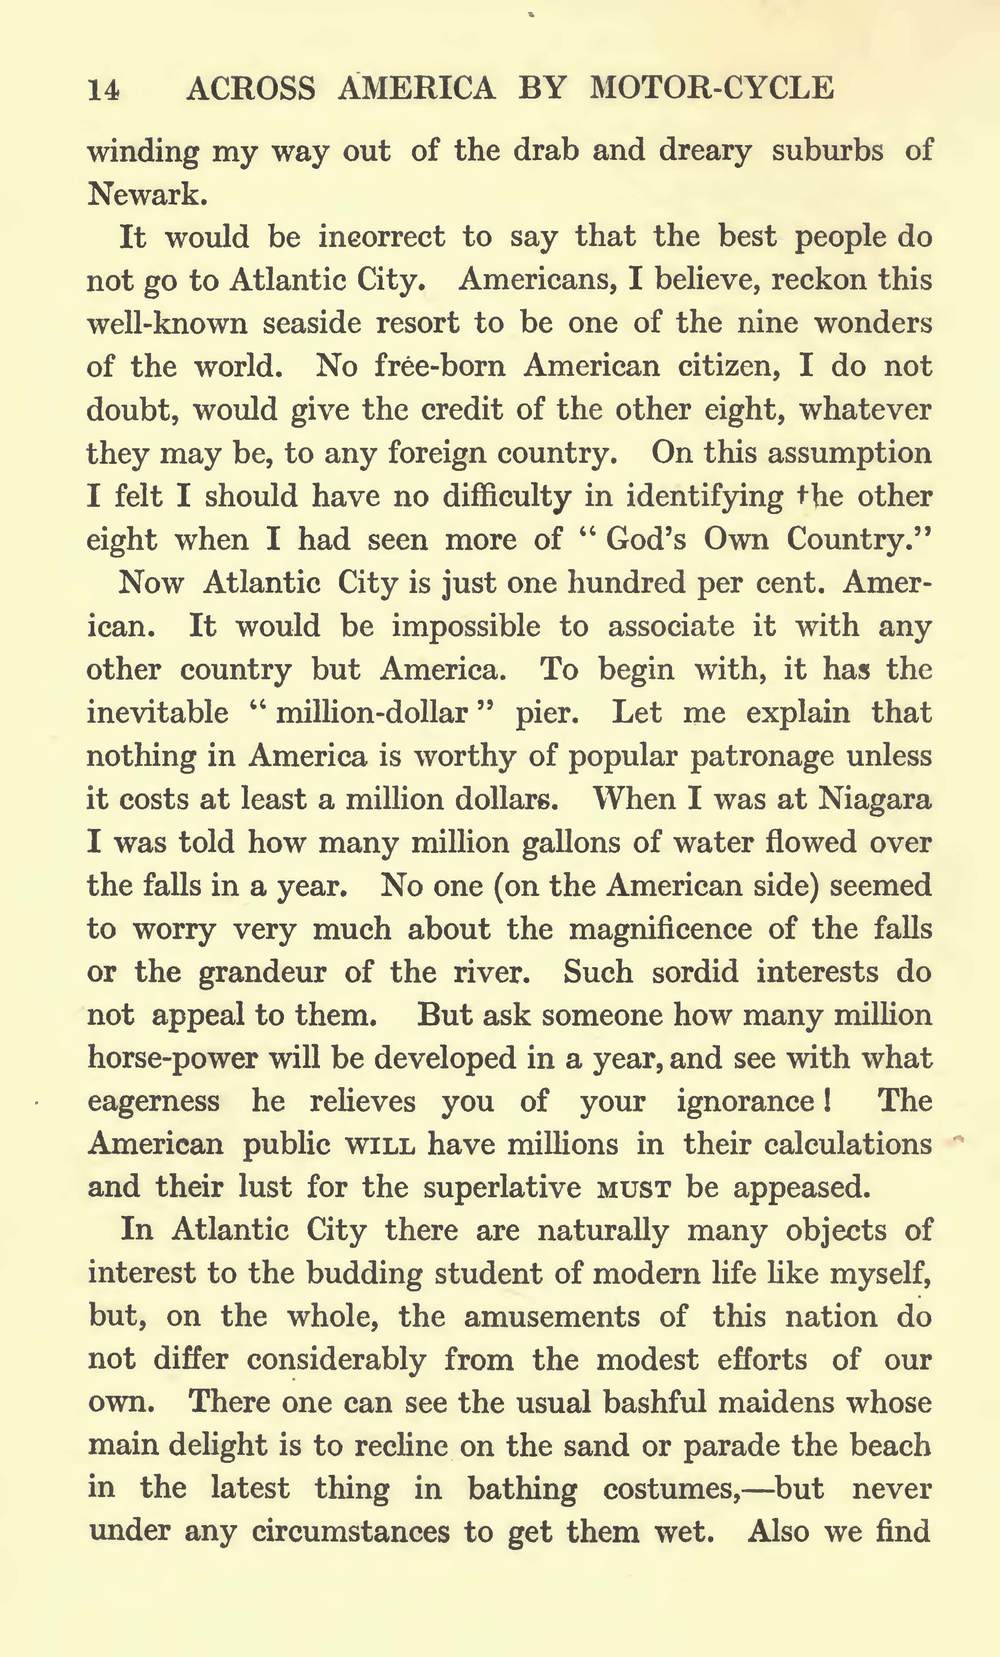 14 ACROSS AMERICA BY MOTOR-CYCLE
winding my way out of the drab and dreary suburbs of
Newark.
It would be incorrect to say that the best people do
not go to Atlantic City. Americans, I believe, reckon this
well-known seaside resort to be one of the nine wonders
of the world. No free-born American citizen, I do not
doubt, would give the credit of the other eight, whatever
they may be, to any foreign country. On this assumption
I felt I should have no difficulty in identifying the other
eight when I had seen more of “ God's Own Country.”
Now Atlantic City is just one hundred per cent. Amer-
ican. It would be impossible to associate it with any
other country but America. To begin with, it has the
inevitable “ million-dollar ” pier. Let me explain that
nothing in America is worthy of popular patronage unless
it costs at least a million dollars. When I was at Niagara
I was told how many million gallons of water flowed over
the falls in a year. No one (on the American side) seemed
to worry very much about the magnificence of the falls
or the grandeur of the river. Such sordid interests do
not appeal to them. But ask someone how many million
horse-power will be developed in a year, and see with what
eagerness he relieves you of your ignorance ! The
American public WILL have millions in their calculations
and their lust for the superlative MUST be appeased.
In Atlantic City there are naturally many objects of
interest to the budding student of modern life like myself,
but, on the whole, the amusements of this nation do
not differ considerably from the modest efforts of our
own. There one can see the usual bashful maidens whose
main delight is to recline on the sand or parade the beach
in the latest thing in bathing costumes,—but never
under any circumstances to get them wet. Also we find